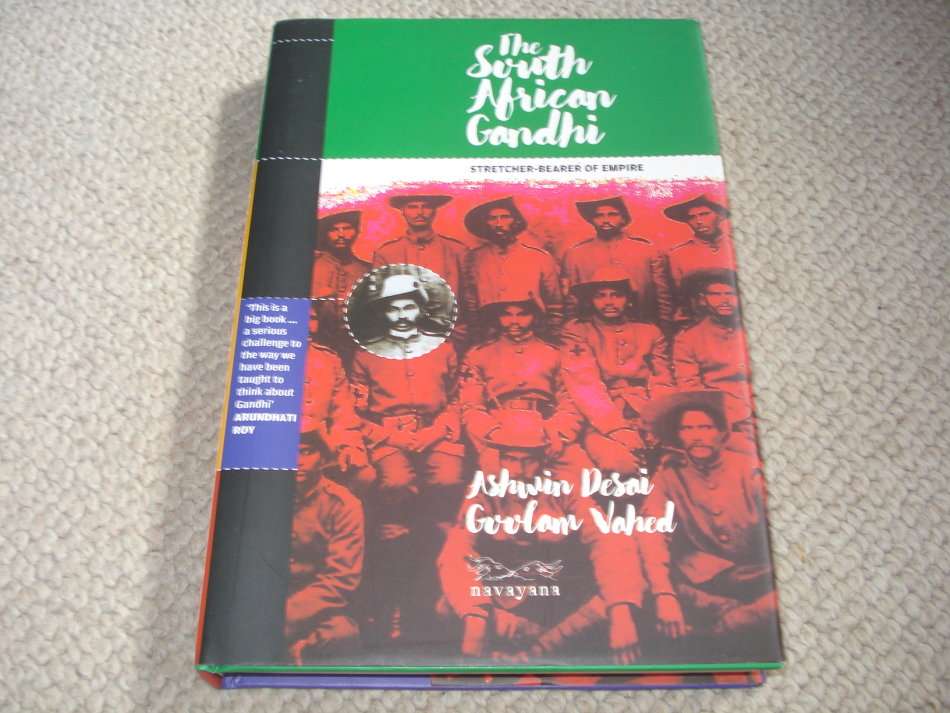 The
South
African
Gandhi
STRETCHER-BEARER OF EMPIRE
'This is a
big book ....
a serious
challenge to
the way we
have been
taught to
think about
Gandhi'
ARUNDHATI
ROY
Ashwin Desai
Goolam Vahed
navayana